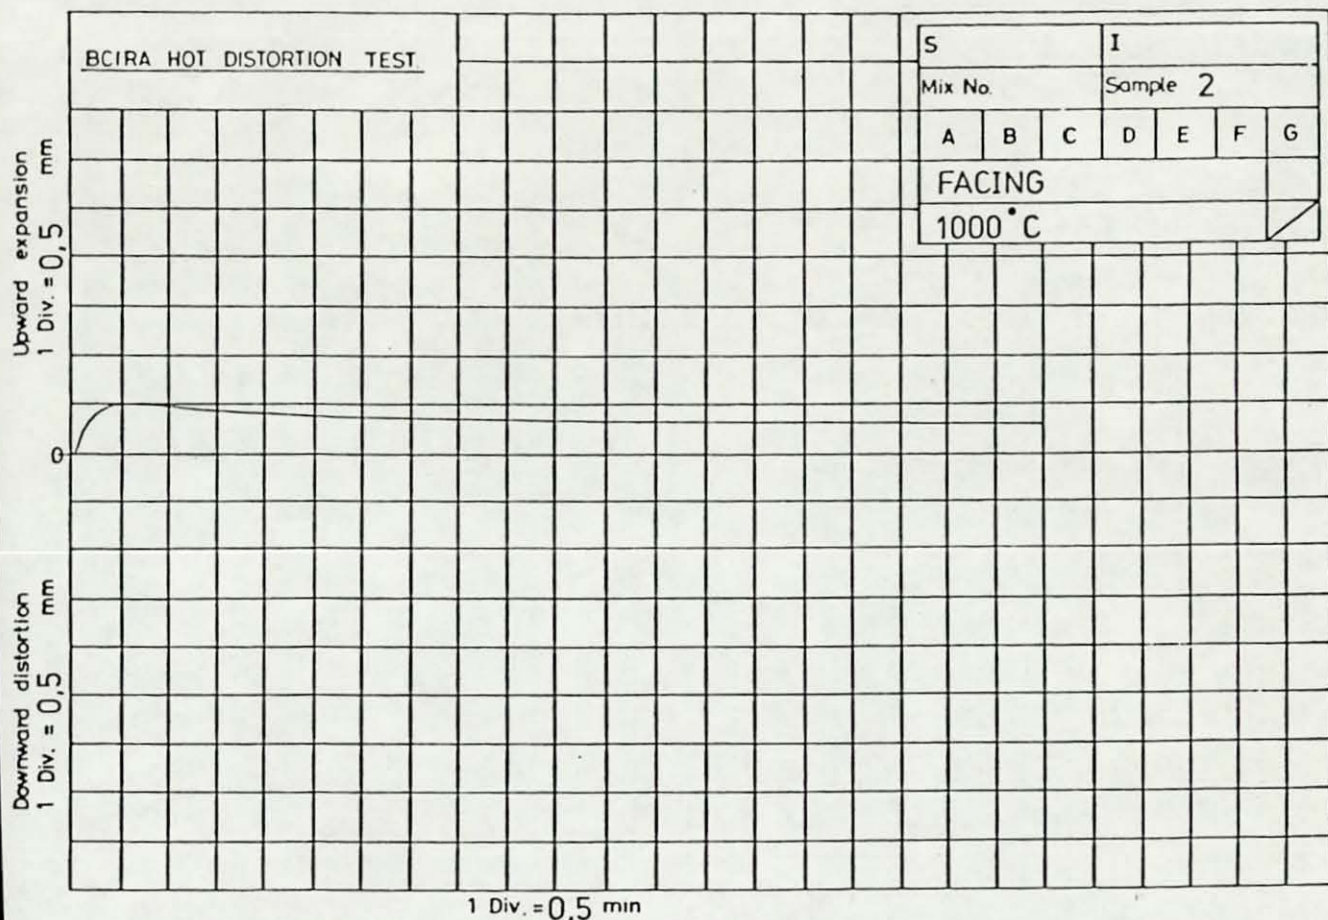 BCIRA HOT DISTORTION TEST.
S I
Mix No. Sample 2
A B C D E F G
FACING
1000°C
Upward expansion
1 Div. = 0,5 mm
0
Downward distortion
1 Div. = 0,5 mm
1 Div. = 0,5 min